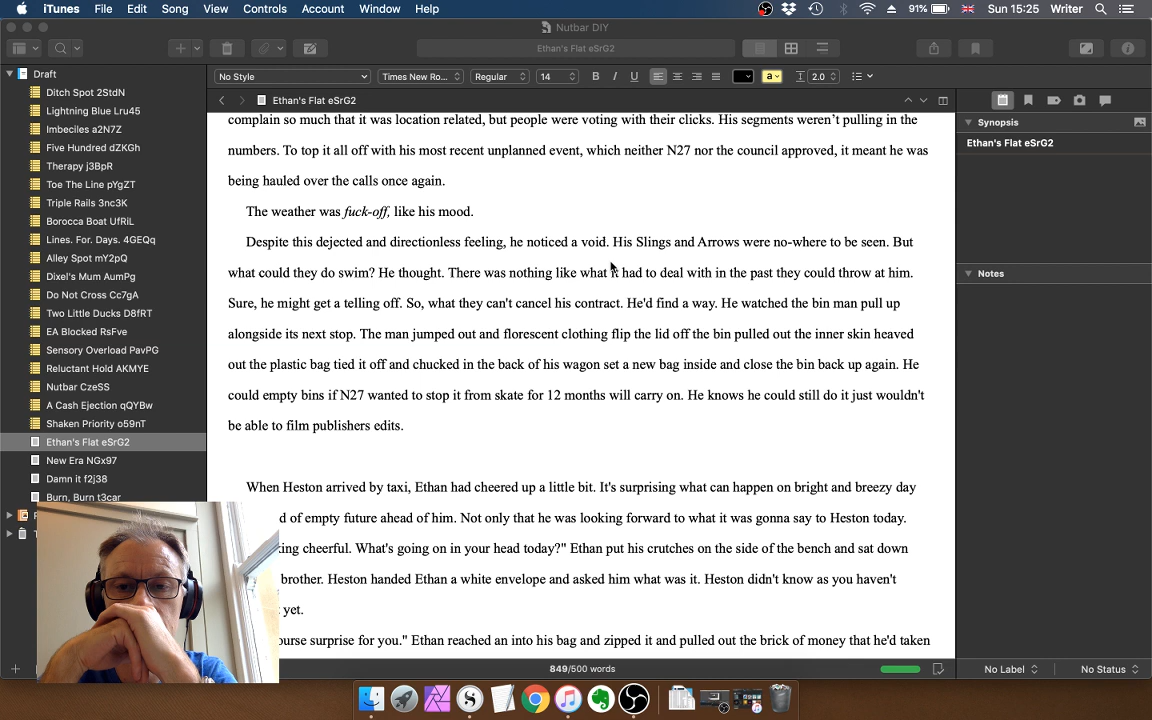 iTunes File Edit Song View Controls Account Window Help 91% Sun 15:25 Writer
Nutbar DIY
Ethan's Flat eSrG2
No Style Times New Ro... Regular 14 B I U a 2.0
Ethan's Flat eSrG2
Draft
Ditch Spot 2StdN
Lightning Blue Lru45
Imbeciles a2N7Z
Five Hundred dZKGh
Therapy j3BpR
Toe The Line pYgZT
Triple Rails 3nc3K
Borocca Boat UfRiL
Lines. For. Days. 4GEQq
Alley Spot mY2pQ
Dixel's Mum AumPg
Do Not Cross Cc7gA
Two Little Ducks D8fRT
EA Blocked RsFve
Sensory Overload PavPG
Reluctant Hold AKMYE
Nutbar CzeSS
A Cash Ejection qQYBw
Shaken Priority o59nT
Ethan's Flat eSrG2
New Era NGx97
Damn it f2j38
Burn, Burn t3car
complain so much that it was location related, but people were voting with their clicks. His segments weren't pulling in the
numbers. To top it all off with his most recent unplanned event, which neither N27 nor the council approved, it meant he was
being hauled over the calls once again.
The weather was fuck-off, like his mood.
Despite this dejected and directionless feeling, he noticed a void. His Slings and Arrows were no-where to be seen. But
what could they do swim? He thought. There was nothing like what it had to deal with in the past they could throw at him.
Sure, he might get a telling off. So, what they can't cancel his contract. He'd find a way. He watched the bin man pull up
alongside its next stop. The man jumped out and florescent clothing flip the lid off the bin pulled out the inner skin heaved
out the plastic bag tied it off and chucked in the back of his wagon set a new bag inside and close the bin back up again. He
could empty bins if N27 wanted to stop it from skate for 12 months will carry on. He knows he could still do it just wouldn't
be able to film publishers edits.
When Heston arrived by taxi, Ethan had cheered up a little bit. It's surprising what can happen on bright and breezy day
d of empty future ahead of him. Not only that he was looking forward to what it was gonna say to Heston today.
ing cheerful. What's going on in your head today?" Ethan put his crutches on the side of the bench and sat down
brother. Heston handed Ethan a white envelope and asked him what was it. Heston didn't know as you haven't
yet.
ourse surprise for you." Ethan reached an into his bag and zipped it and pulled out the brick of money that he'd taken
849/500 words
Synopsis
Ethan's Flat eSrG2
Notes
No Label No Status